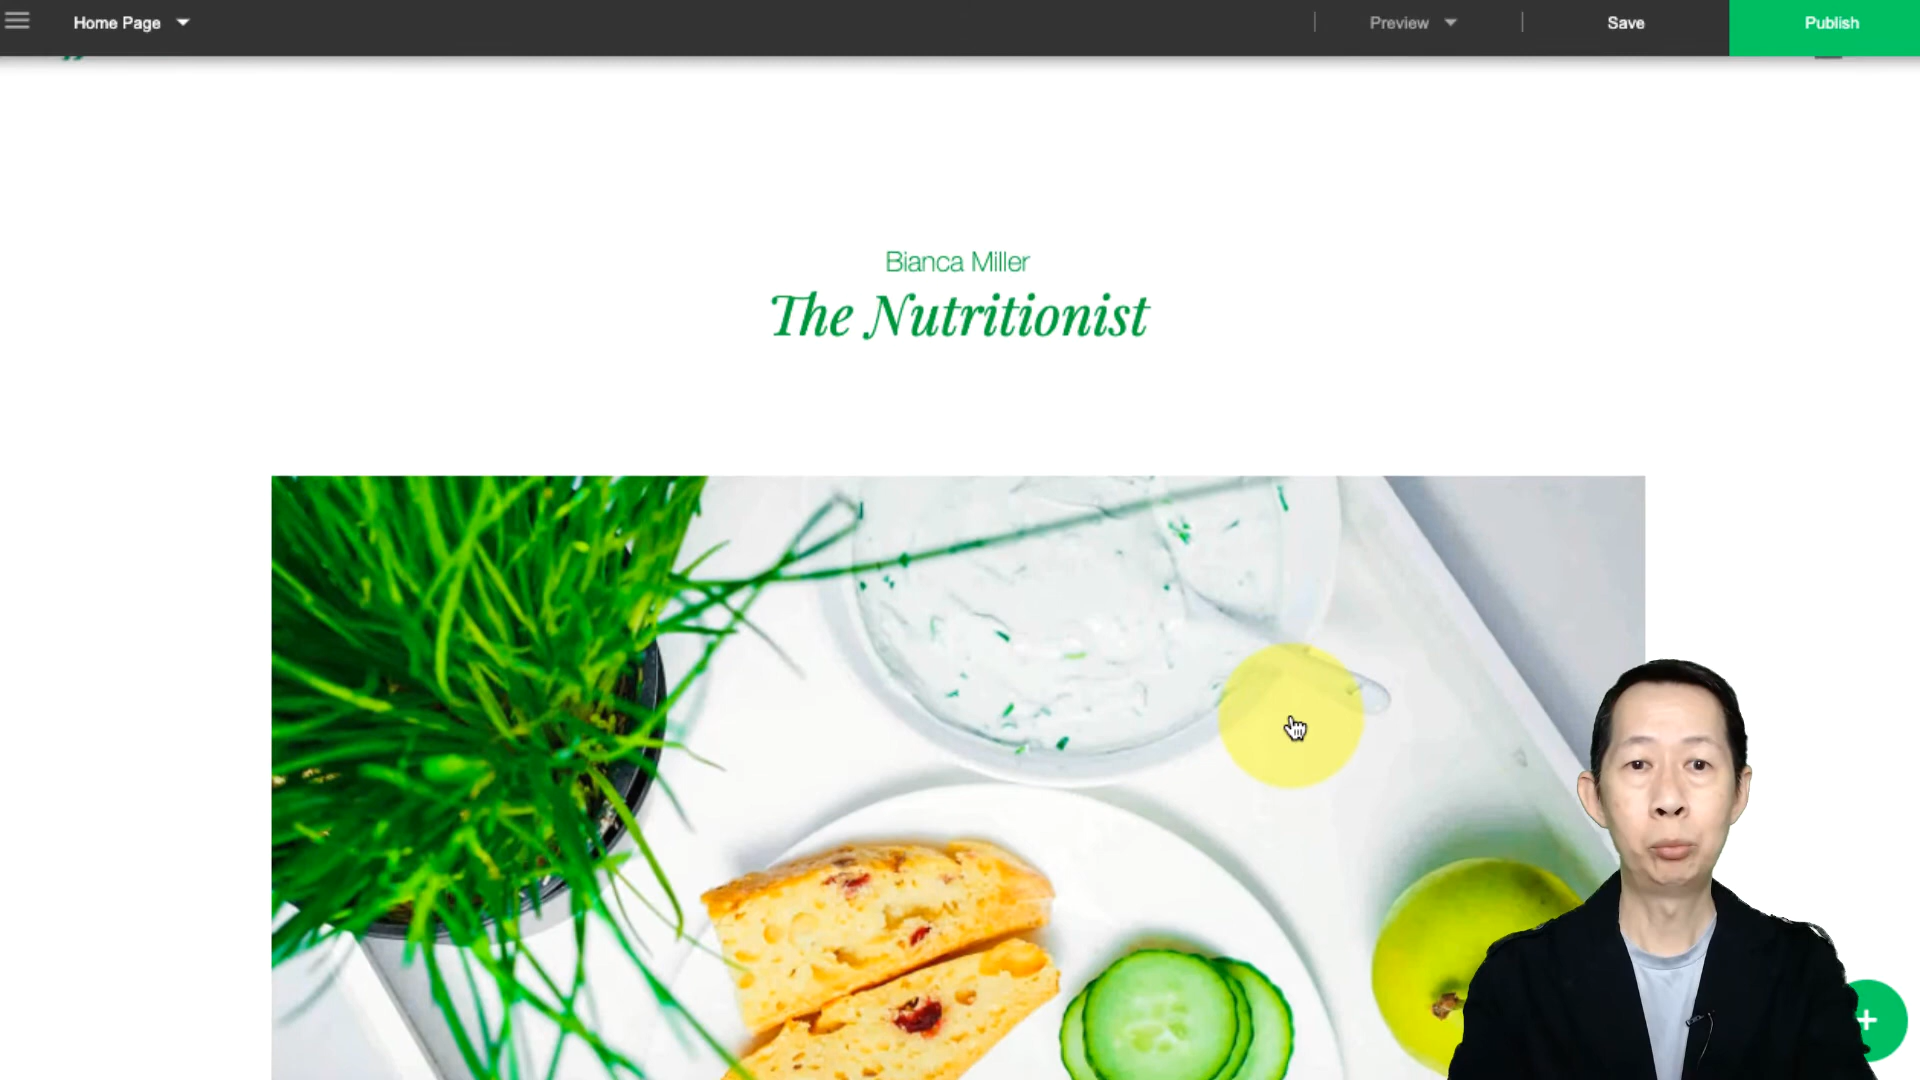 Home Page
Preview
Save
Publish
Bianca Miller
The Nutritionist